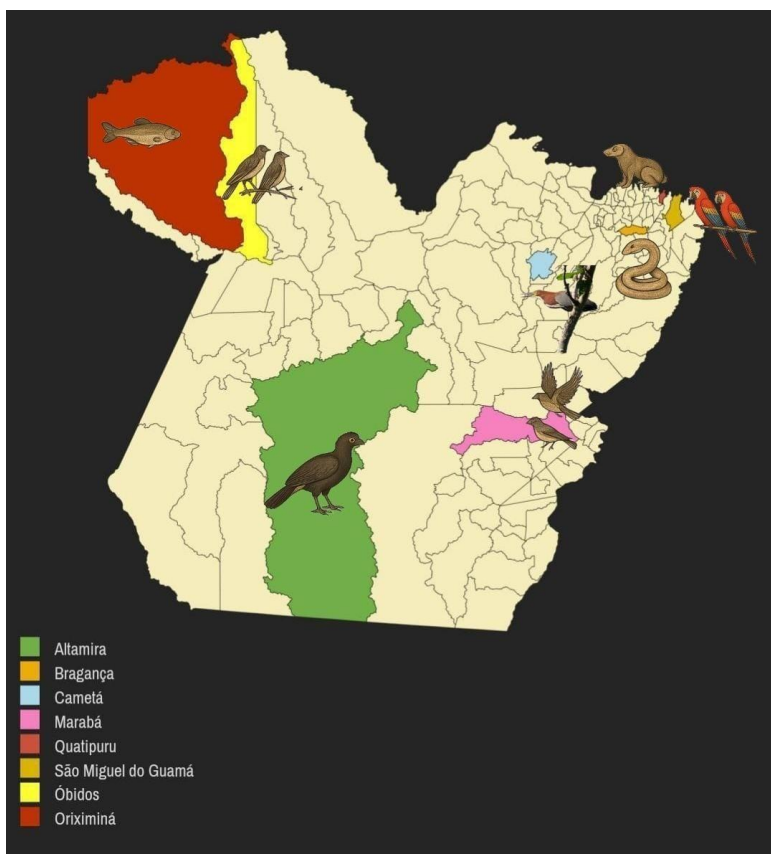 Altamira
Bragança
Cametá
Marabá
Quatipuru
São Miguel do Guamá
Óbidos
Oriximiná